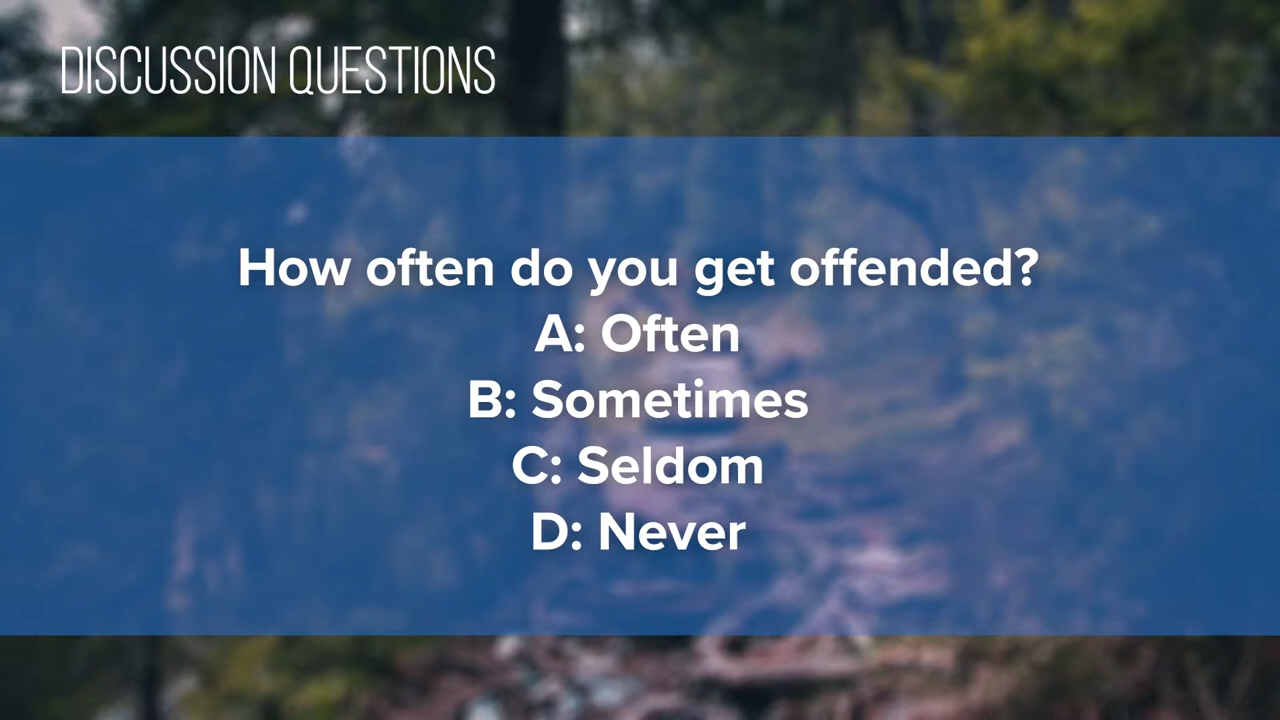 DISCUSSION QUESTIONS
How often do you get offended?
A: Often
B: Sometimes
C: Seldom
D: Never